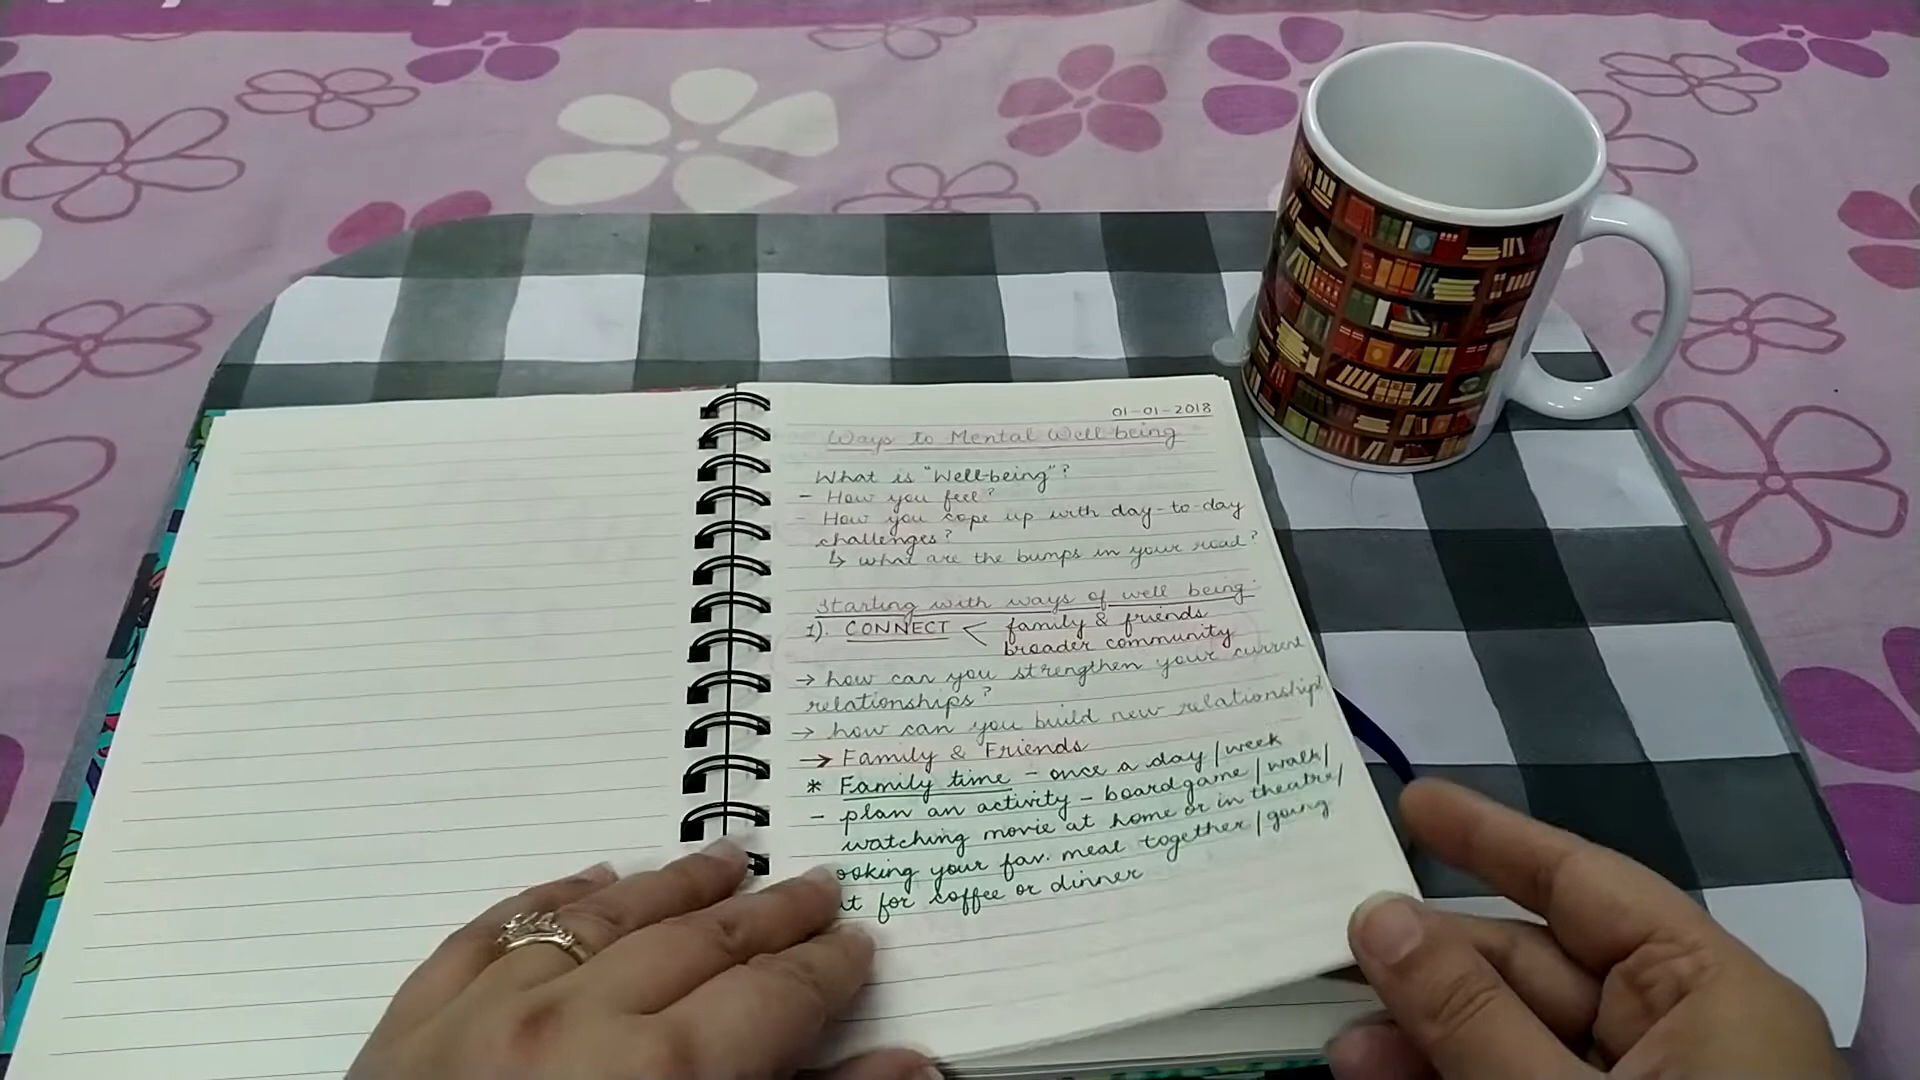 01-01-2018
Ways to Mental Well-being
What is "Well-being"?
- How you feel?
- How you cope up with day-to-day
challenges?
↳ what are the bumps in your road?
Starting with ways of well being:
1). CONNECT < family & friends
broader community
→ how can you strengthen your current
relationships?
→ how can you build new relationship?
→ Family & Friends
* Family time - once a day/week
- plan an activity - boardgame/walk/
watching movie at home or in theatre/
ooking your fav. meal together/going
t for coffee or dinner